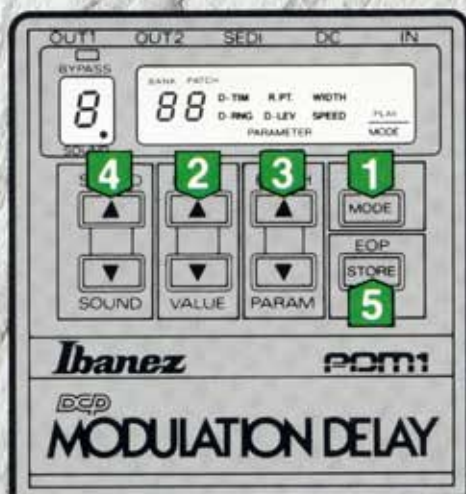 OUT1 OUT2 SEDI DC IN
BYPASS
BANK PATCH
8. 88 D-TIM R.PT. WIDTH
D-RNG D-LEV SPEED PLAY
PARAMETER MODE
SOUND
4 2 3 1
MODE
EOP
STORE
SOUND VALUE PARAM 5
Ibanez PDM1
DCP
MODULATION DELAY